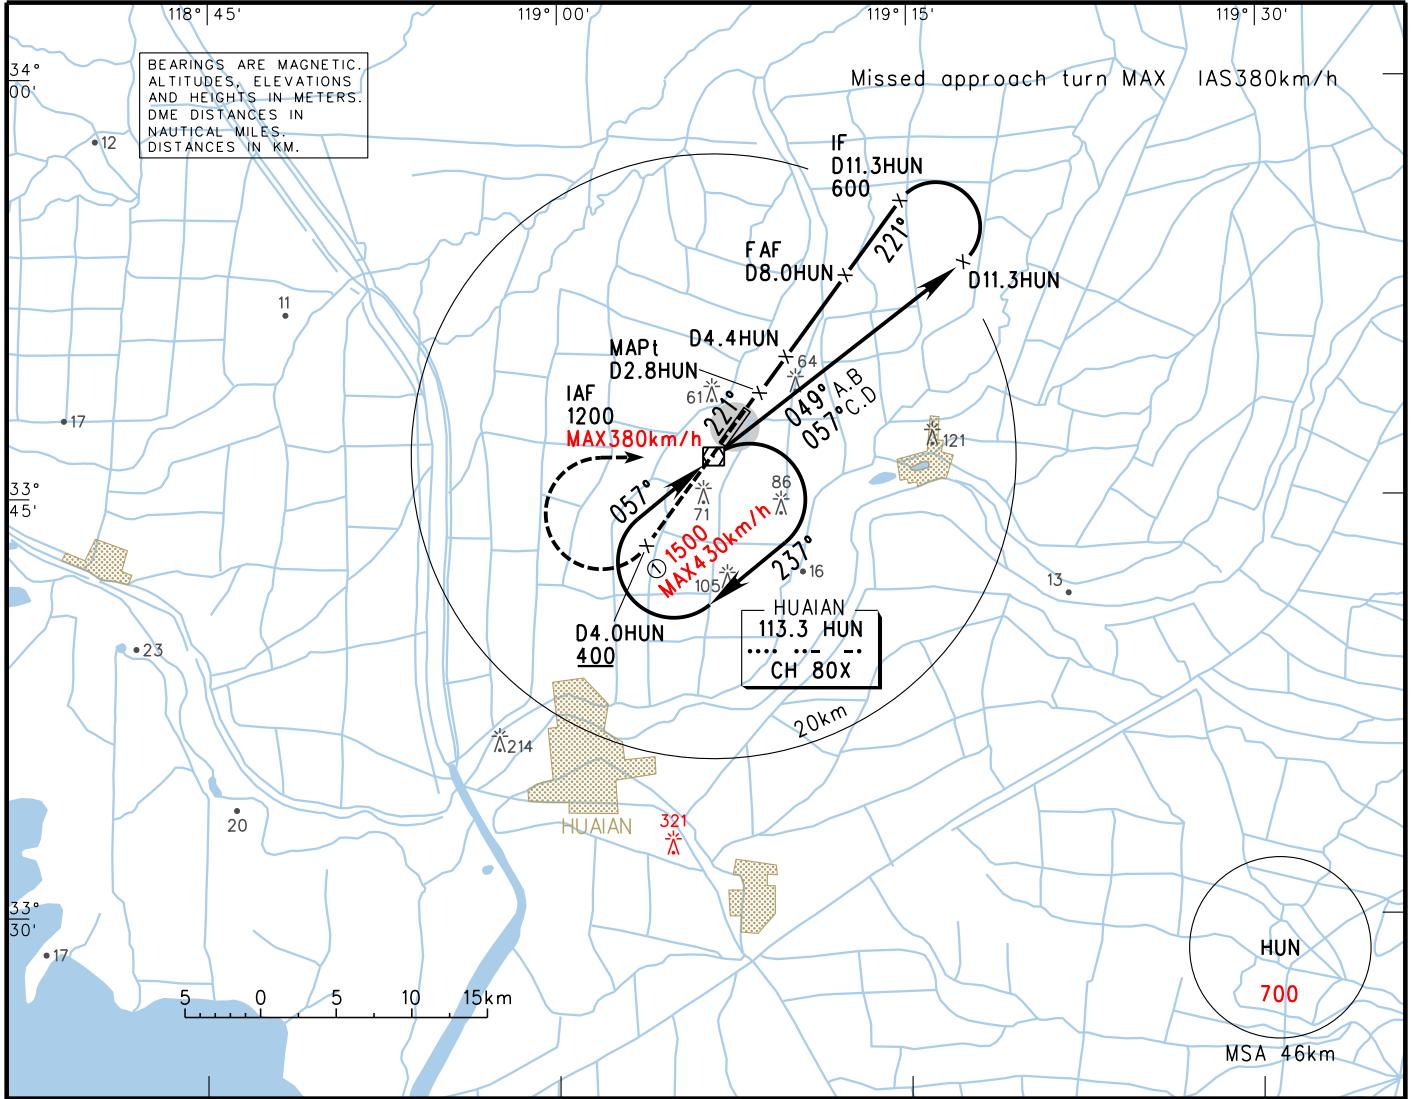 118° 45'
119° 00'
119° 15'
119° 30'
BEARINGS ARE MAGNETIC.
ALTITUDES, ELEVATIONS
AND HEIGHTS IN METERS.
DME DISTANCES IN
NAUTICAL MILES.
DISTANCES IN KM.
34°
00'
Missed approach turn MAX IAS380km/h
12
IF
D11.3HUN
600
221°
FAF
D8.0HUN
D11.3HUN
11
D4.4HUN
MAPt
D2.8HUN
64
61
IAF
1200
MAX380km/h
221°
049° A.B
057° C.D
17
121
33°
45'
057°
71
86
1 1500
MAX430km/h
105
237°
16
13
HUAIAN
113.3 HUN
.... ..- -.
CH 80X
D4.0HUN
400
23
20km
214
20
HUAIAN
321
33°
30'
17
HUN
700
MSA 46km
5 0 5 10 15km